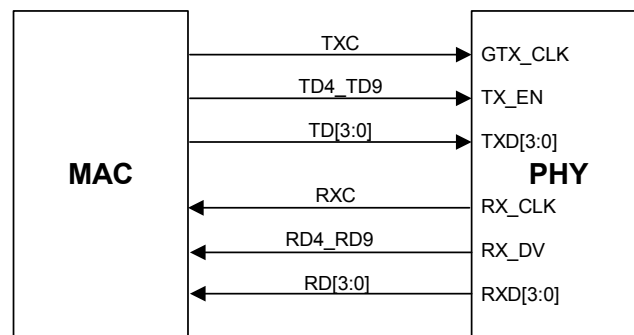 TXC
GTX_CLK
TD4_TD9
TX_EN
TD[3:0]
TXD[3:0]
MAC
PHY
RXC
RX_CLK
RD4_RD9
RX_DV
RD[3:0]
RXD[3:0]